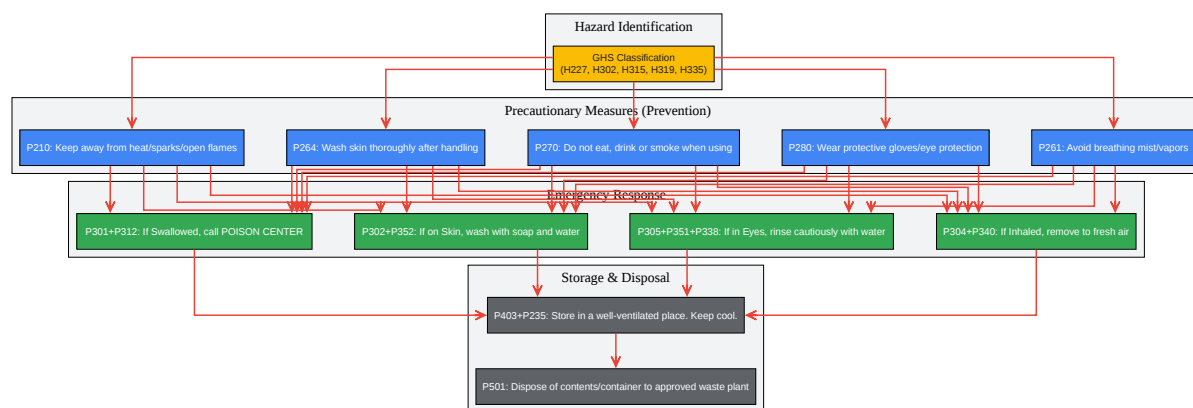 Hazard Identification
GHS Classification
(H227, H302, H315, H319, H335)
Precautionary Measures (Prevention)
P210: Keep away from heat/sparks/open flames
P264: Wash skin thoroughly after handling
P270: Do not eat, drink or smoke when using
P280: Wear protective gloves/eye protection
P261: Avoid breathing mist/vapors
Emergency Response
P301+P312: If Swallowed, call POISON CENTER
P302+P352: If on Skin, wash with soap and water
P305+P351+P338: If in Eyes, rinse cautiously with water
P304+P340: If Inhaled, remove to fresh air
Storage & Disposal
P403+P235: Store in a well-ventilated place. Keep cool.
P501: Dispose of contents/container to approved waste plant